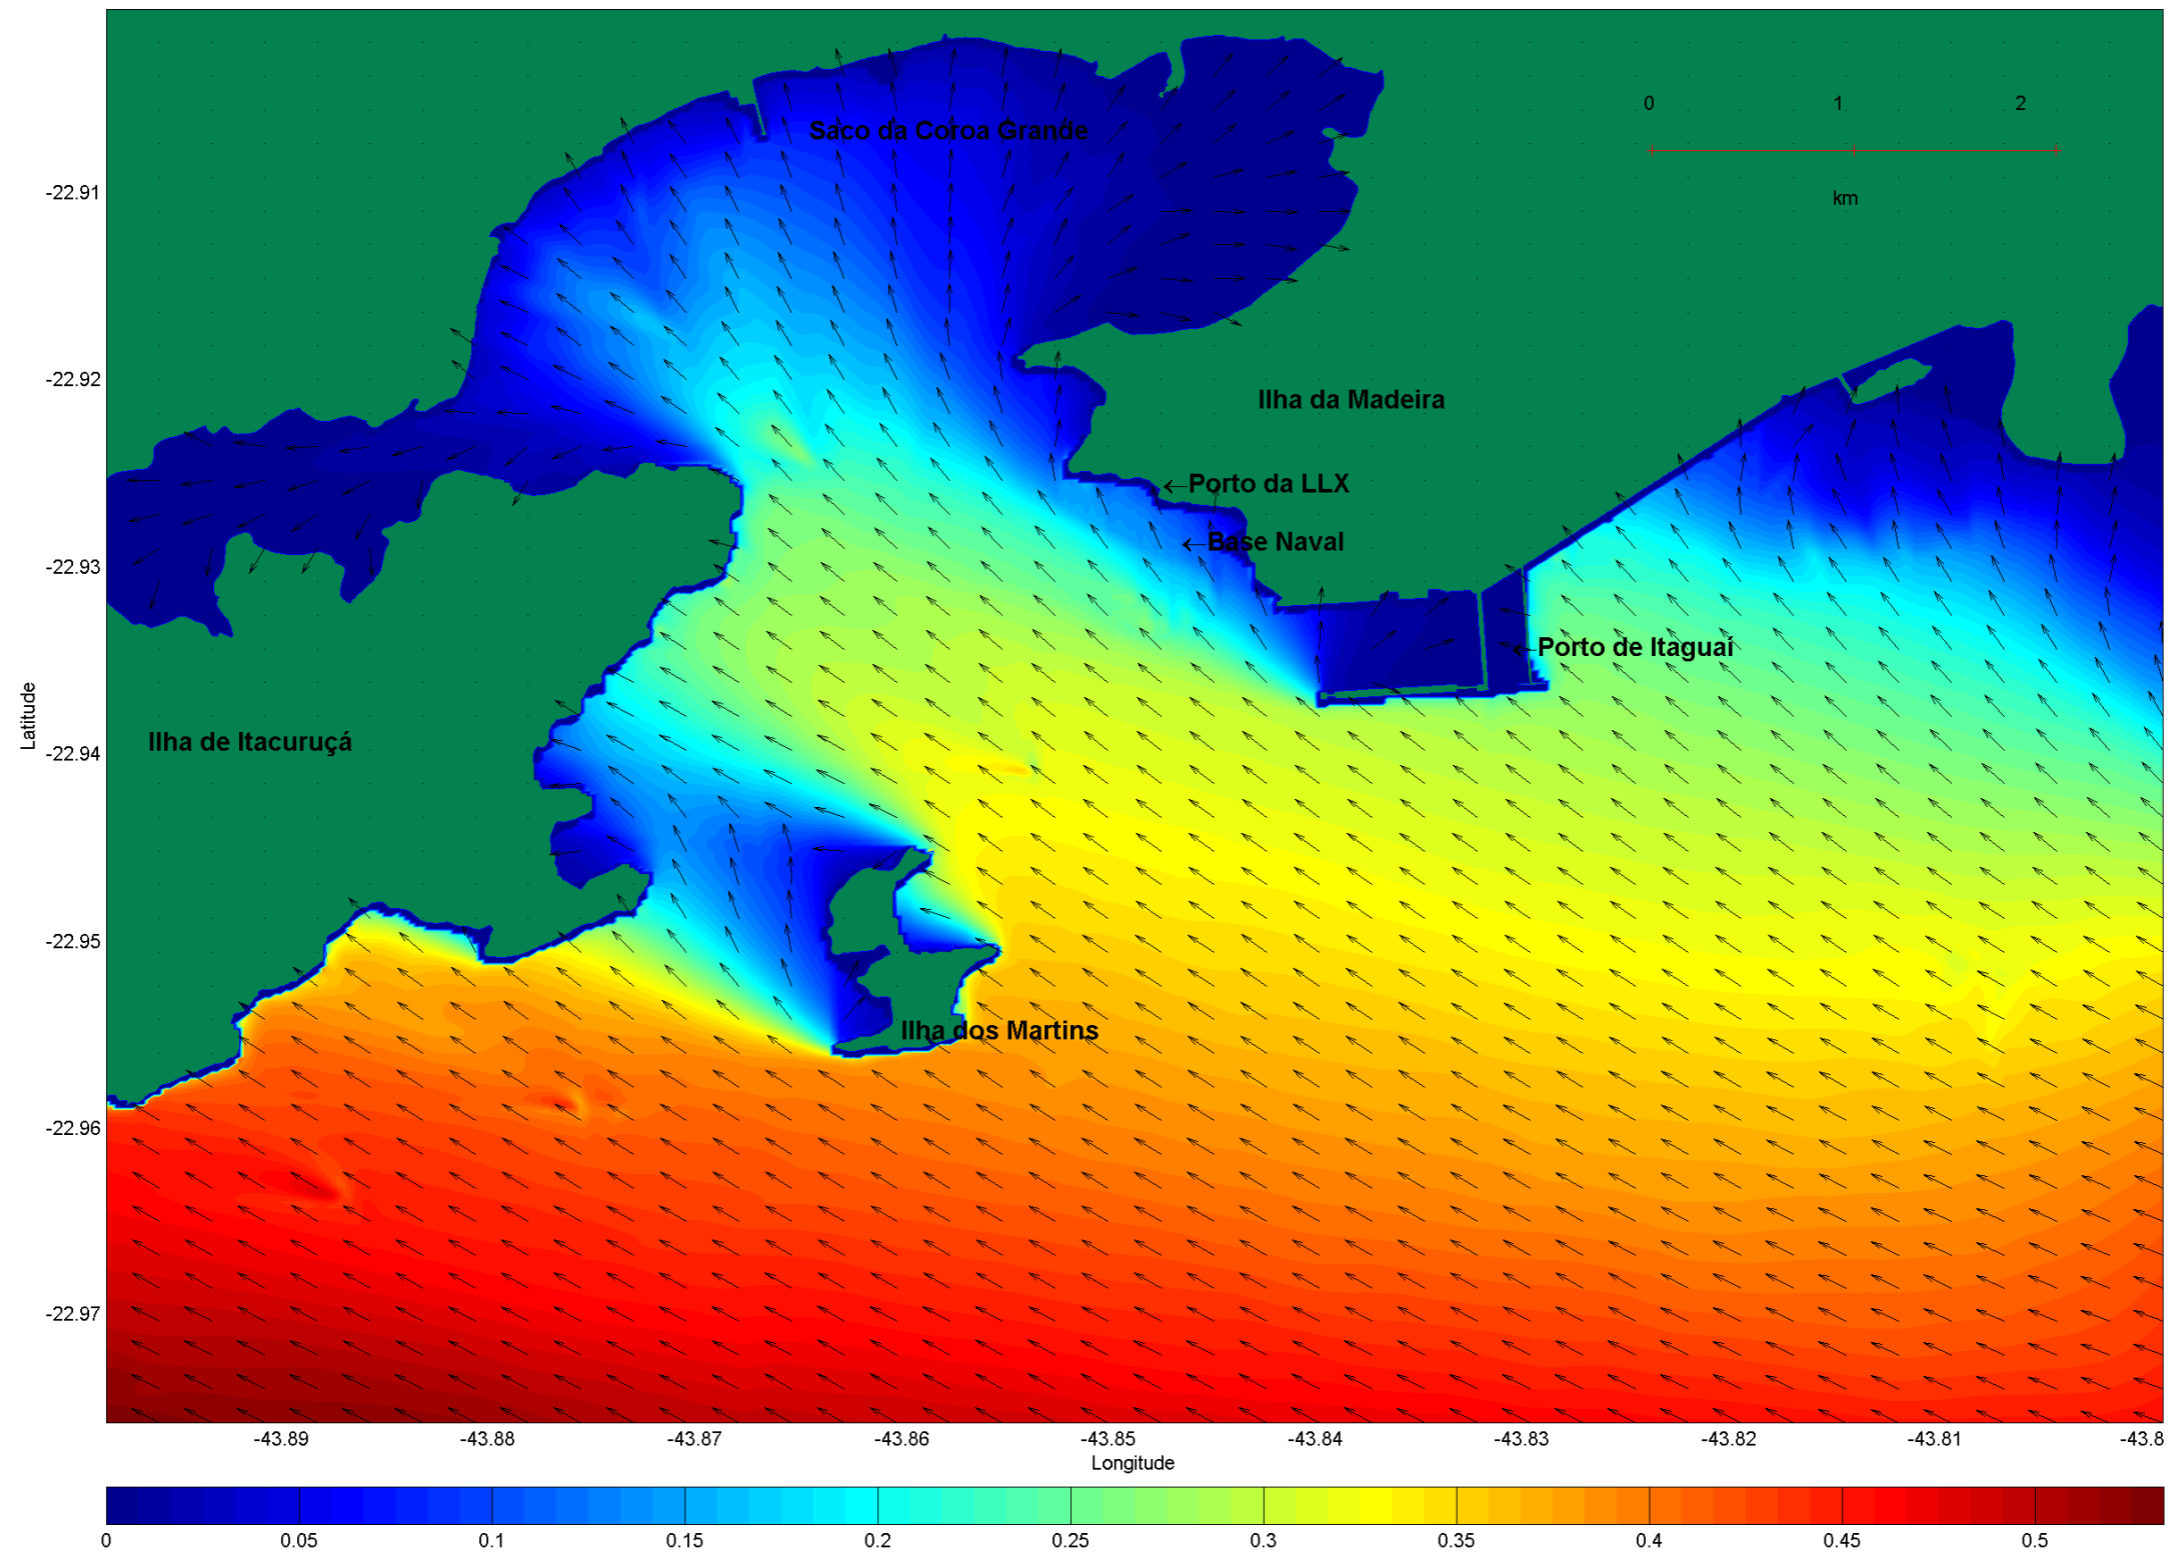 0 1 2
km
Saco da Coroa Grande
-22.91
-22.92
Ilha da Madeira
←Porto da LLX
←Base Naval
-22.93
←Porto de Itaguaí
Latitude
Ilha de Itacuruçá
-22.94
-22.95
Ilha dos Martins
-22.96
-22.97
-43.89 -43.88 -43.87 -43.86 -43.85 -43.84 -43.83 -43.82 -43.81 -43.8
Longitude
0 0.05 0.1 0.15 0.2 0.25 0.3 0.35 0.4 0.45 0.5